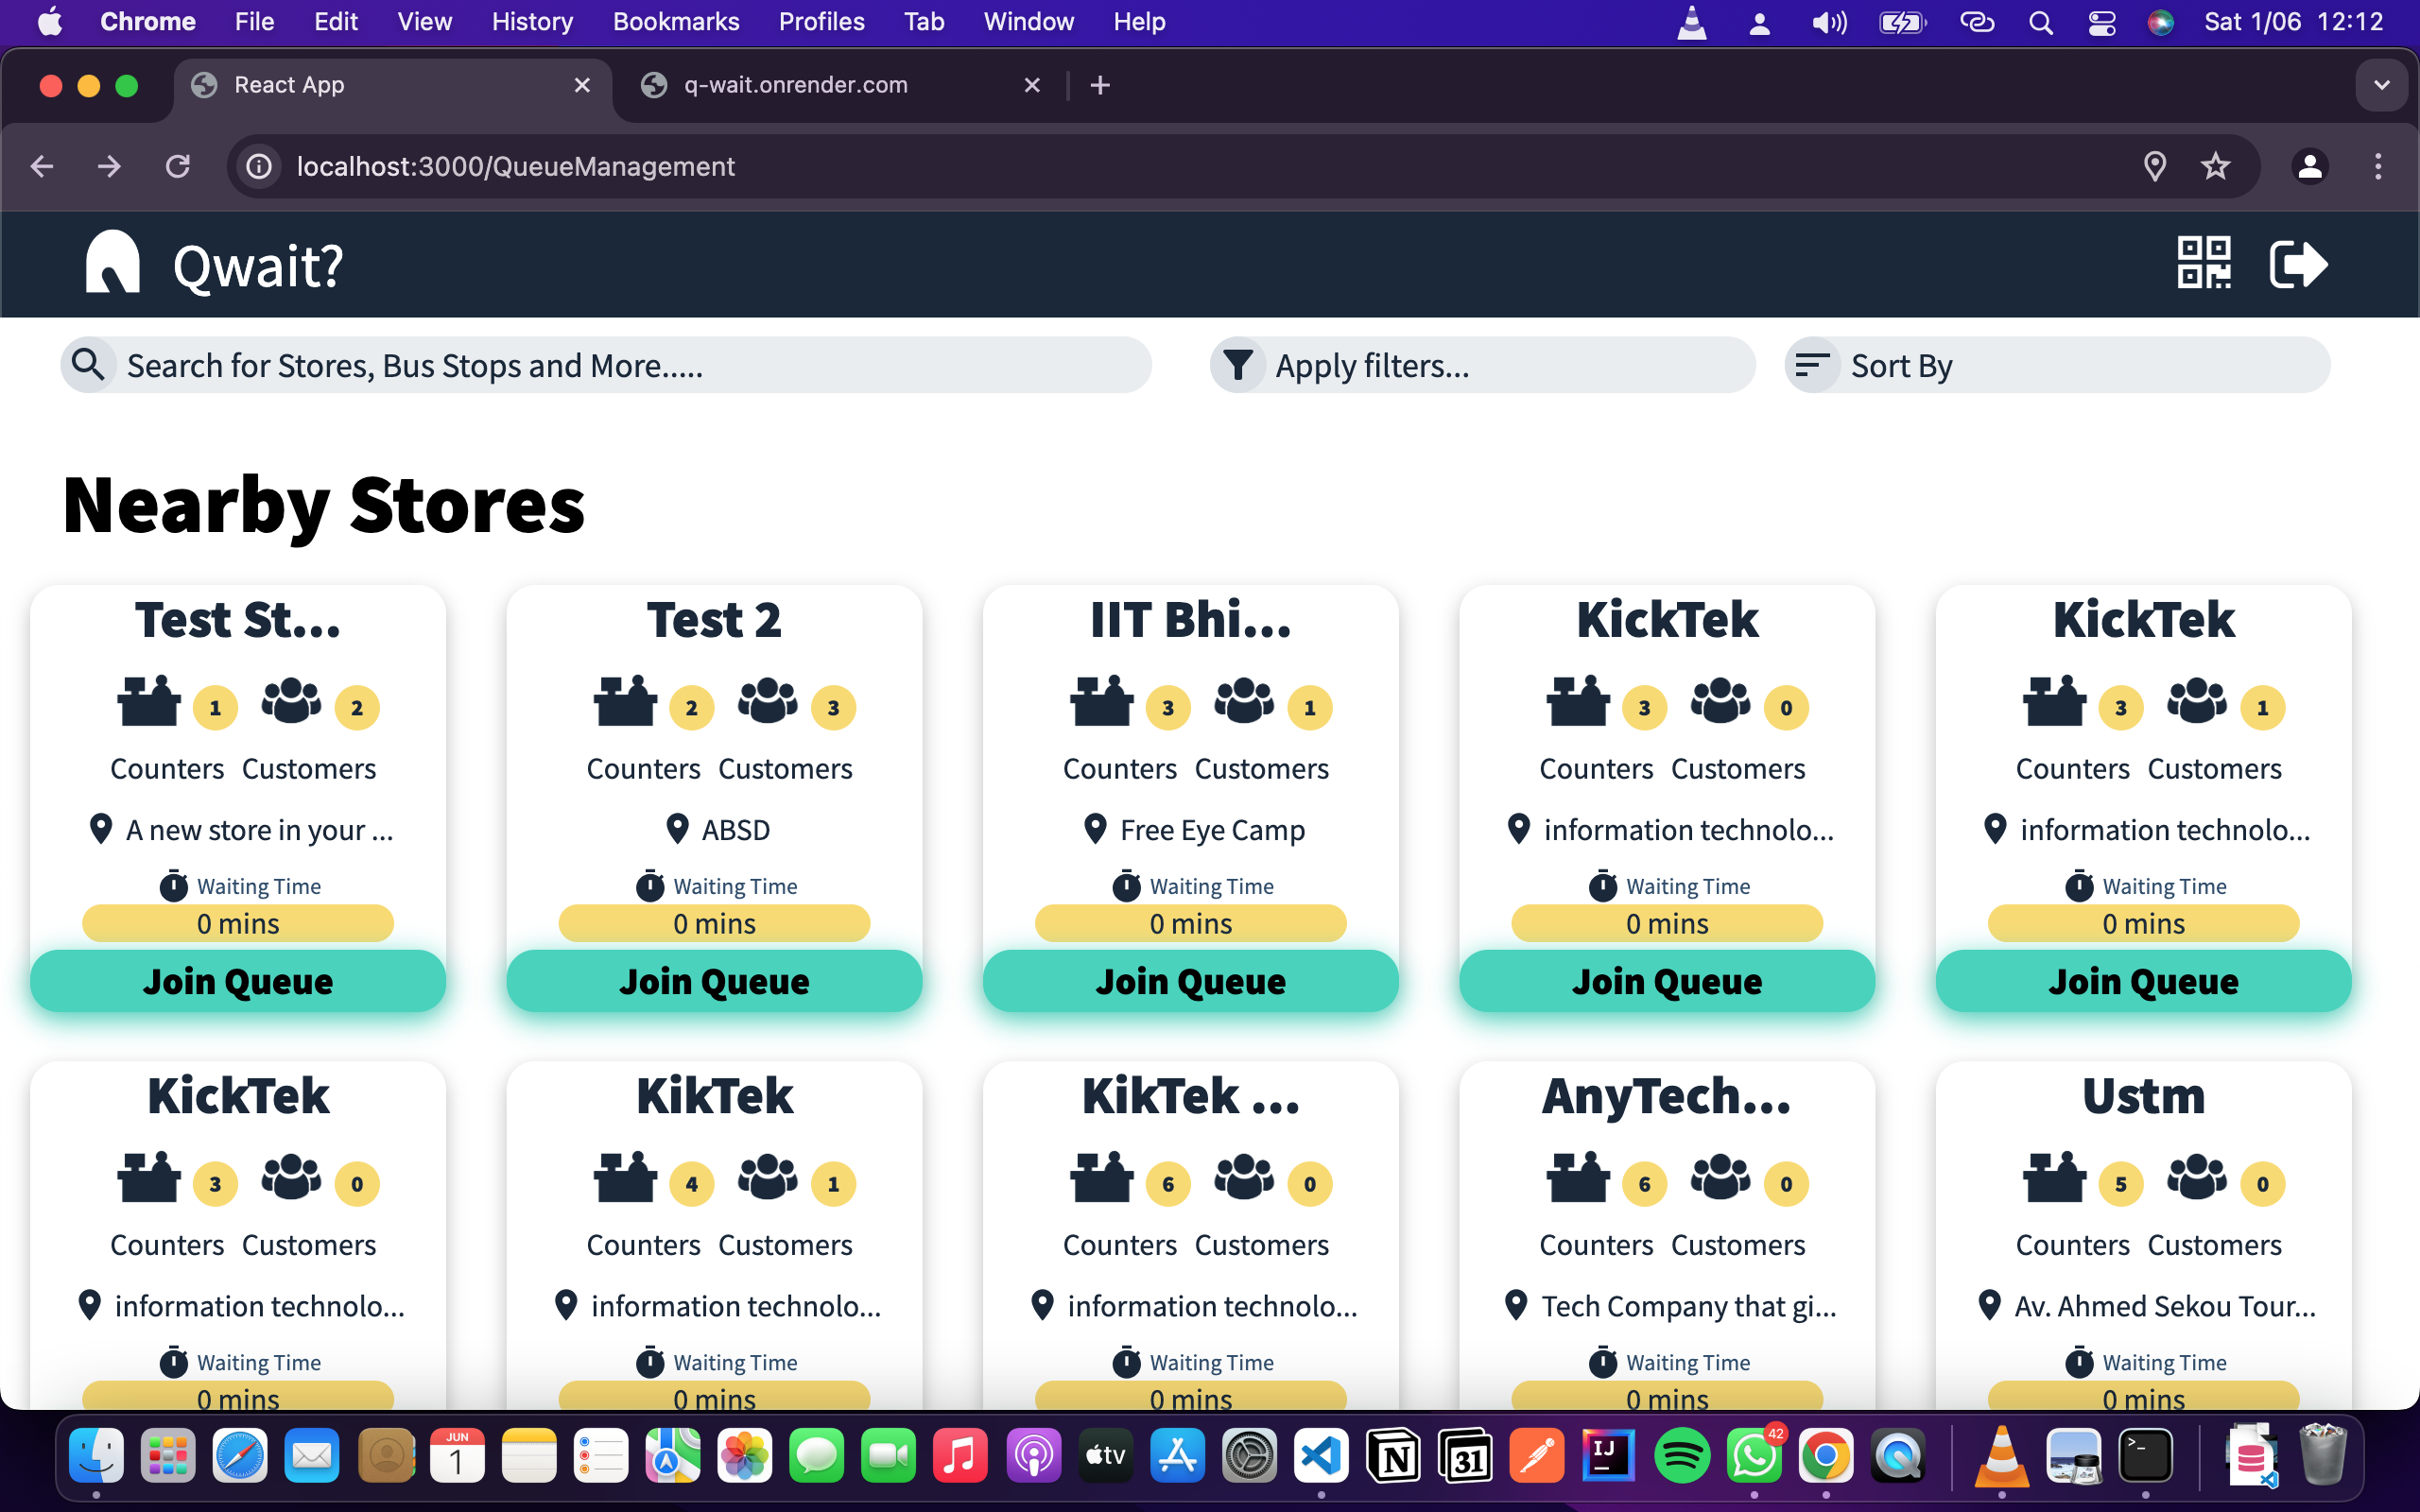 Chrome File Edit View History Bookmarks Profiles Tab Window Help Sat 1/06 12:12
React App q-wait.onrender.com
localhost:3000/QueueManagement
Qwait?
Search for Stores, Bus Stops and More..... Apply filters... Sort By
Nearby Stores
Test St... Test 2 IIT Bhi... KickTek KickTek
1 2 2 3 3 1 3 0 3 1
Counters Customers Counters Customers Counters Customers Counters Customers Counters Customers
A new store in your ... ABSD Free Eye Camp information technolo... information technolo...
Waiting Time Waiting Time Waiting Time Waiting Time Waiting Time
0 mins 0 mins 0 mins 0 mins 0 mins
Join Queue Join Queue Join Queue Join Queue Join Queue
KickTek KikTek KikTek ... AnyTech... Ustm
3 0 4 1 6 0 6 0 5 0
Counters Customers Counters Customers Counters Customers Counters Customers Counters Customers
information technolo... information technolo... information technolo... Tech Company that gi... Av. Ahmed Sekou Tour...
Waiting Time Waiting Time Waiting Time Waiting Time Waiting Time
0 mins 0 mins 0 mins 0 mins 0 mins
JUN 1 tv N 31 IJ 42 >_